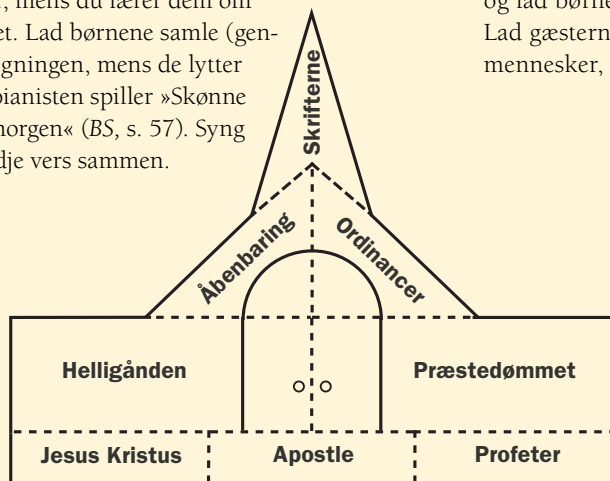 , mens du lærer dem om
et. Lad børnene samle (gen-
gningen, mens de lytter
pianisten spiller »Skønne
morgen« (BS, s. 57). Syng
dje vers sammen.
og lad børne
Lad gæstern
mennesker,
Skrifterne
Åbenbaring
Ordinancer
Helligånden
Præstedømmet
Jesus Kristus
Apostle
Profeter